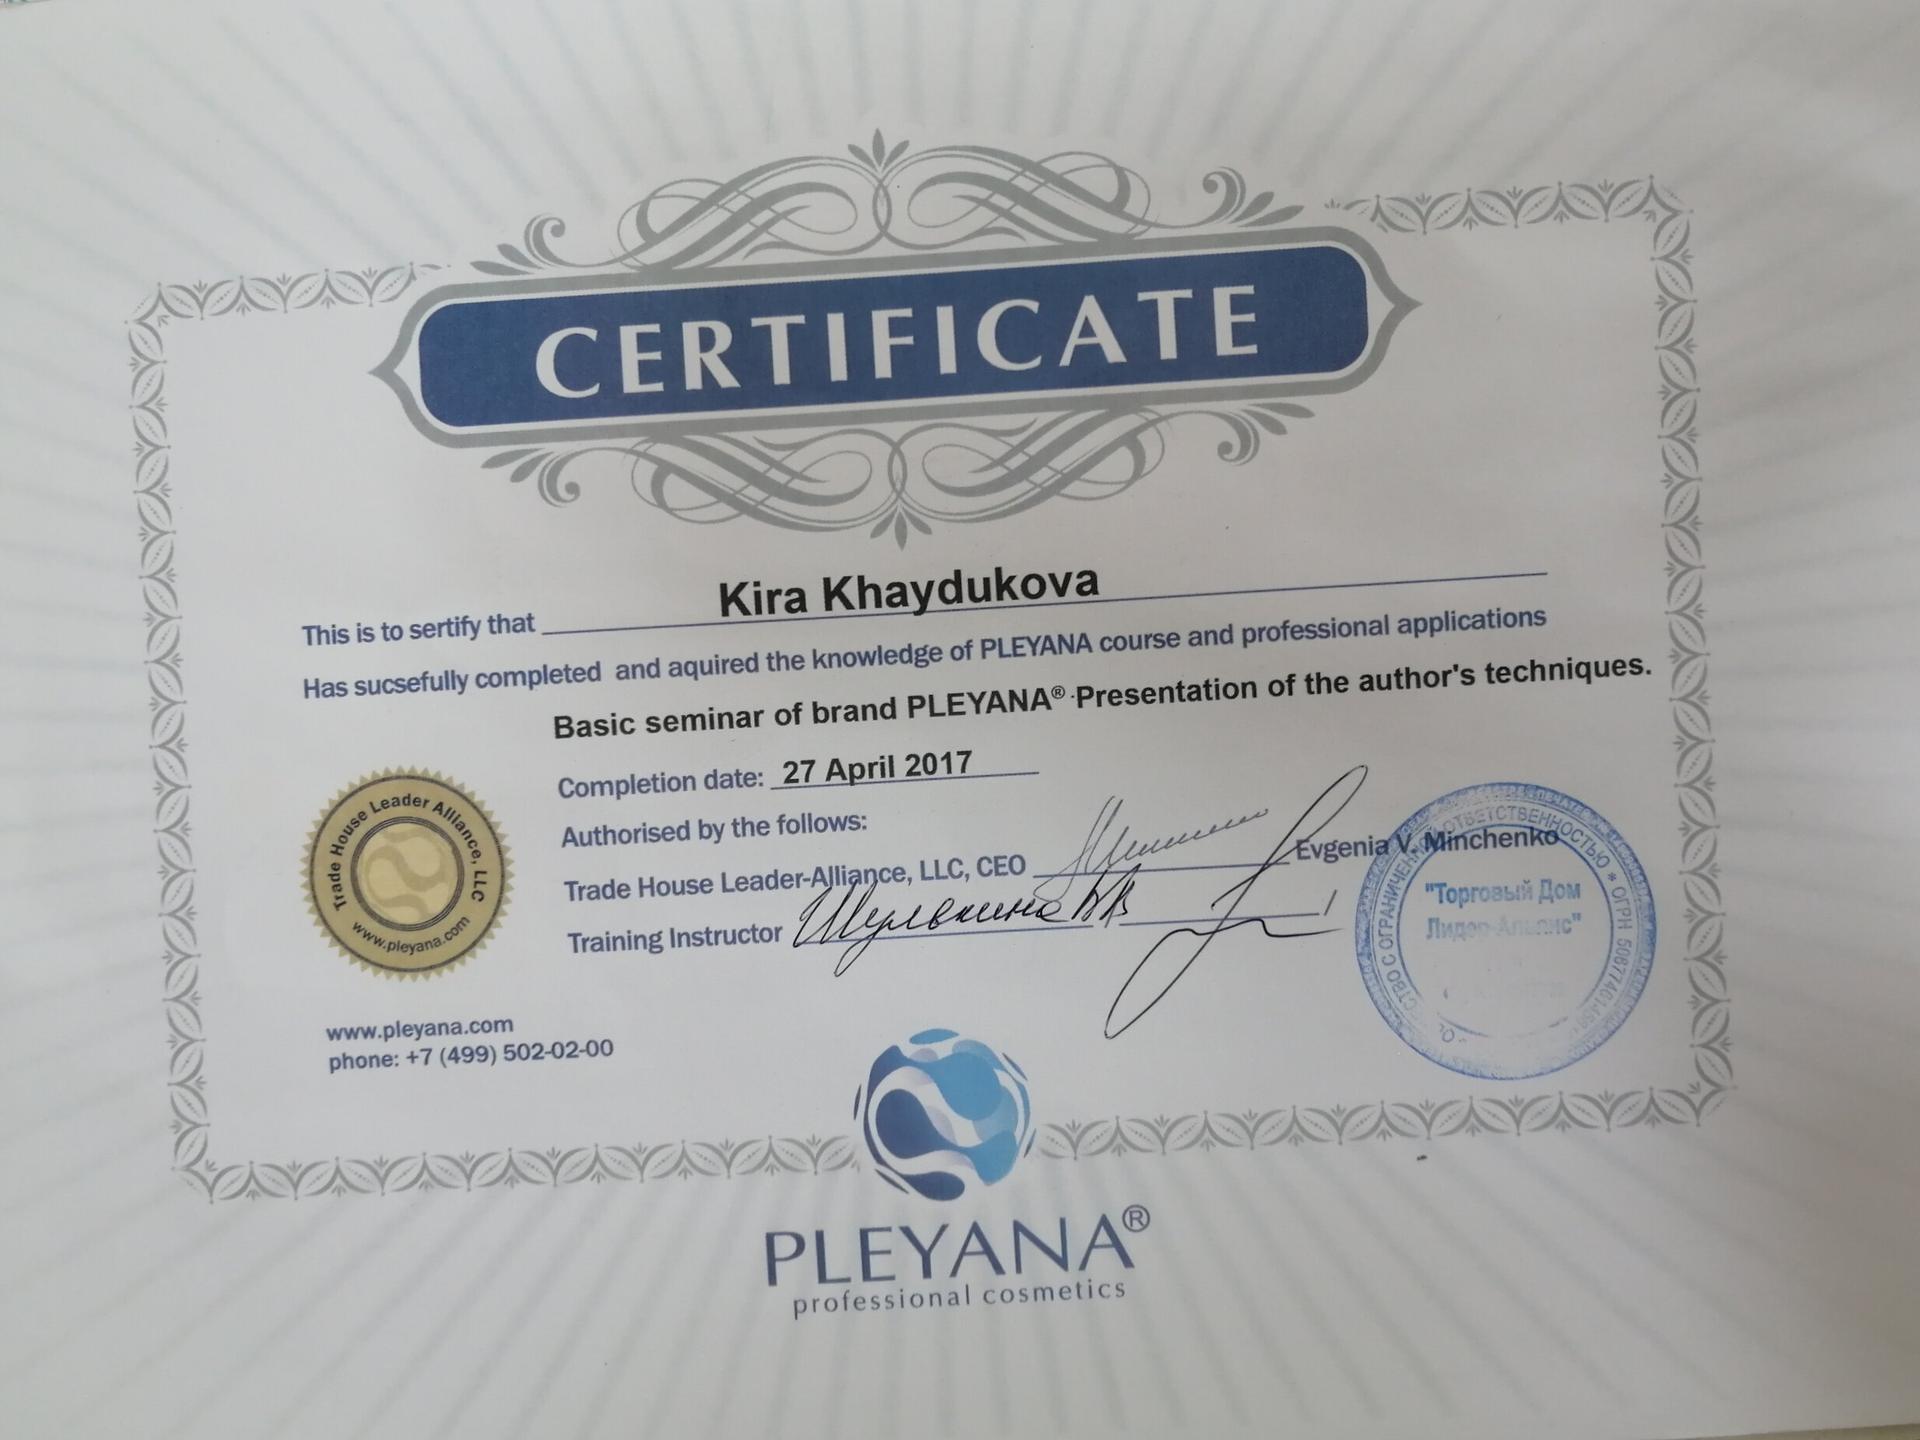 CERTIFICATE
This is to sertify that Kira Khaydukova
Has sucsefully completed and aquired the knowledge of PLEYANA course and professional applications
Basic seminar of brand PLEYANA® Presentation of the author's techniques.
Completion date: 27 April 2017
Authorised by the follows:
Trade House Leader-Alliance, LLC, CEO Evgenia V. Minchenko
Training Instructor
Trade House Leader Alliance, LLC
www.pleyana.com
ОТВЕТСТВЕННОСТЬЮ * ОГРН
"Торговый Дом
Лидер-Альянс"
www.pleyana.com
phone: +7 (499) 502-02-00
PLEYANA®
professional cosmetics